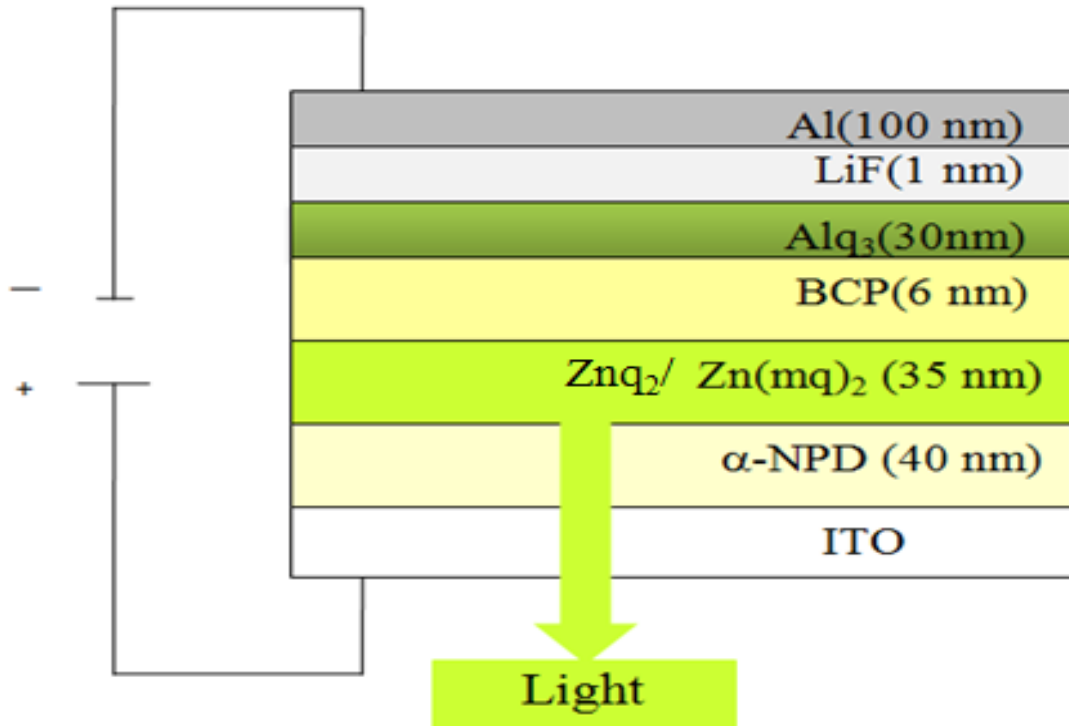 Al(100 nm)
LiF(1 nm)
Alq₃(30nm)
–
BCP(6 nm)
+
Znq₂/ Zn(mq)₂ (35 nm)
α-NPD (40 nm)
ITO
Light